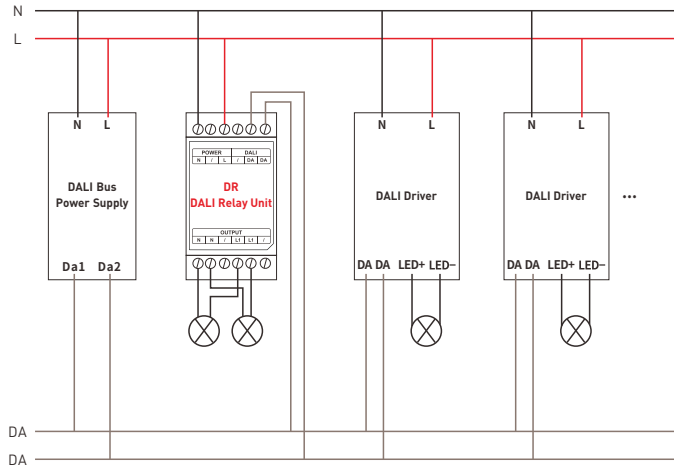 N
L
N L
DALI Bus
Power Supply
Da1 Da2
POWER DALI
N / L / DA DA
DR
DALI Relay Unit
OUTPUT
N N / L1 L1 /
N L
DALI Driver
DA DA LED+ LED−
N L
DALI Driver
DA DA LED+ LED−
...
DA
DA